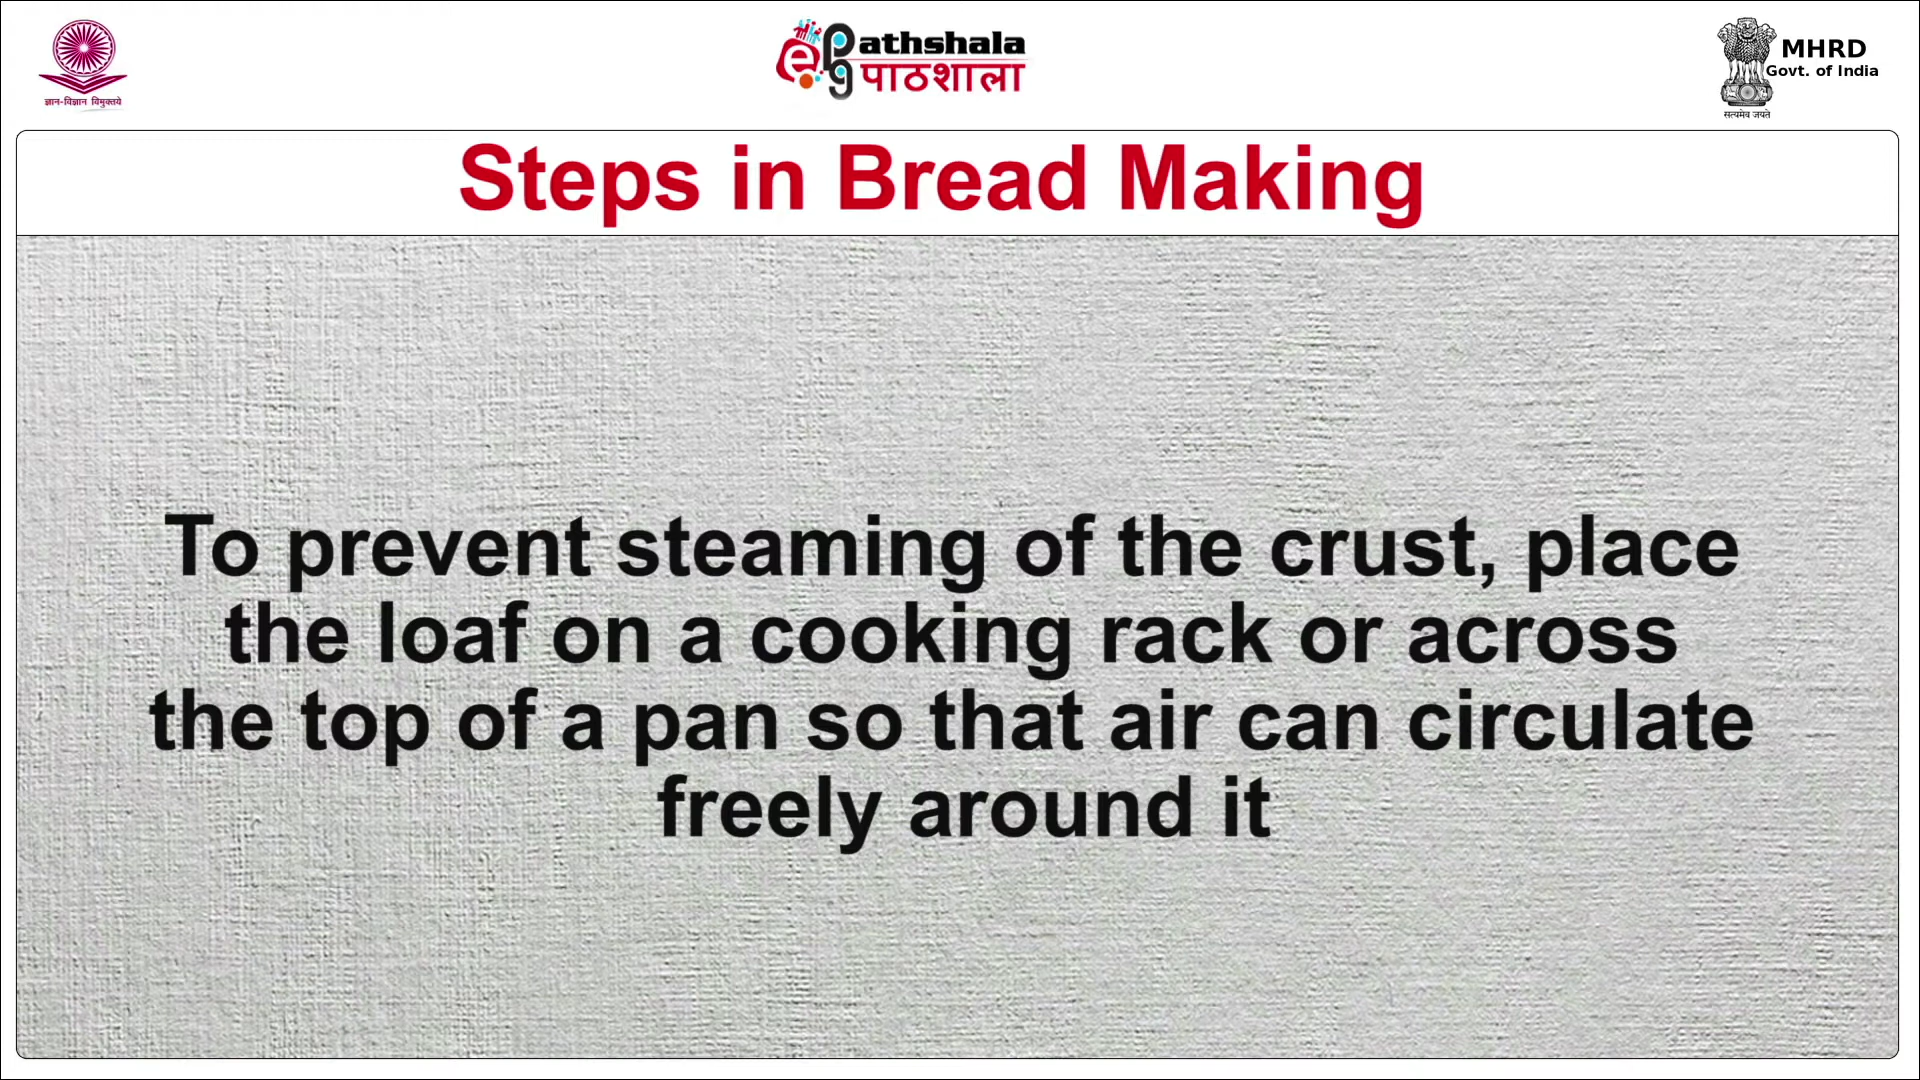 ज्ञान-विज्ञान विमुक्तये
ePG Pathshala
पाठशाला
MHRD
Govt. of India
सत्यमेव जयते
Steps in Bread Making
To prevent steaming of the crust, place
the loaf on a cooking rack or across
the top of a pan so that air can circulate
freely around it